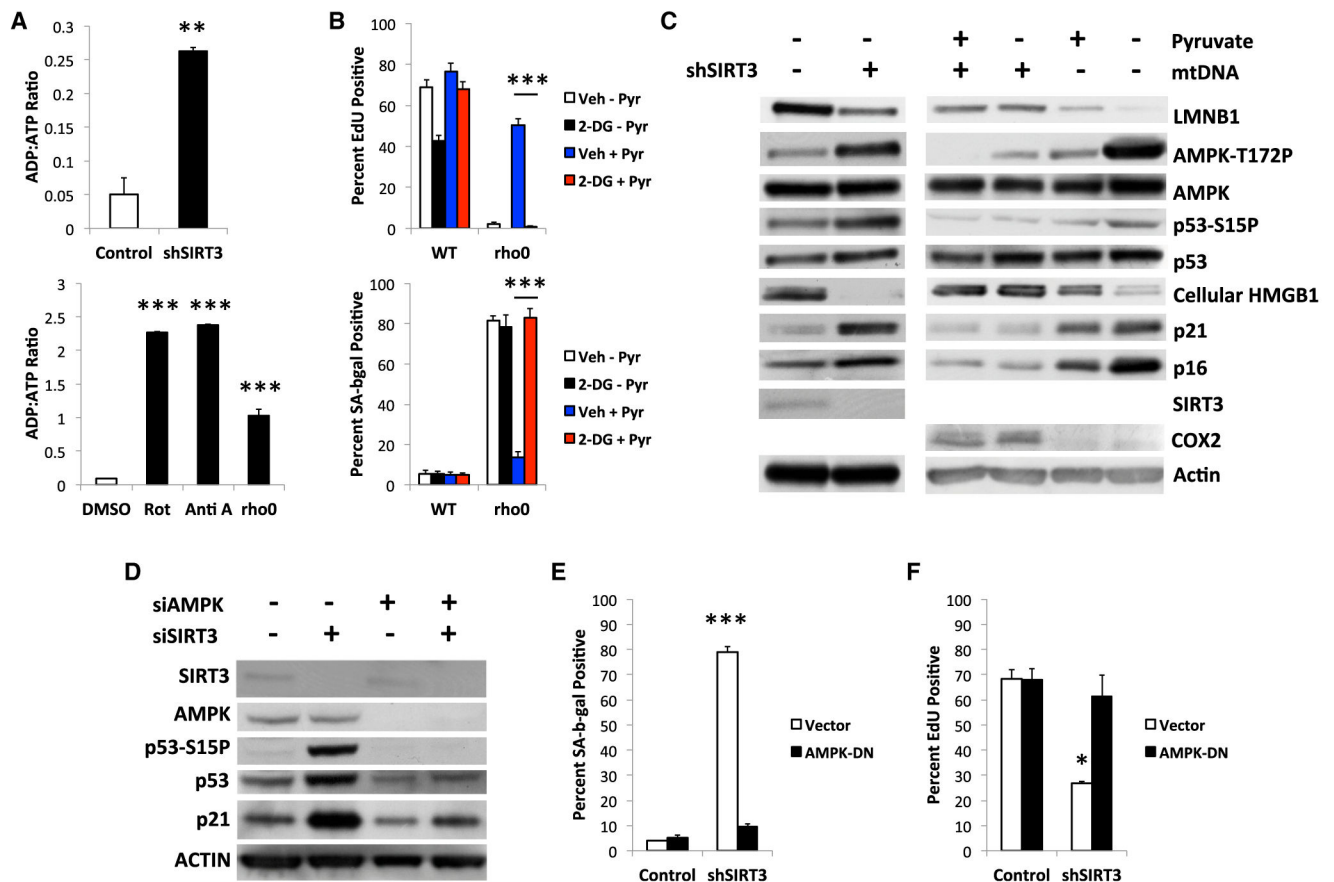 A
ADP:ATP Ratio
0.3
0.25
0.2
0.15
0.1
0.05
0
**
Control shSIRT3
ADP:ATP Ratio
3
2.5
2
1.5
1
0.5
0
*** *** ***
DMSO Rot Anti A rho0
B
Percent EdU Positive
100
80
60
40
20
0
***
WT rho0
Veh - Pyr
2-DG - Pyr
Veh + Pyr
2-DG + Pyr
Percent SA-bgal Positive
100
80
60
40
20
0
***
WT rho0
Veh - Pyr
2-DG - Pyr
Veh + Pyr
2-DG + Pyr
C
- - + - + - Pyruvate
shSIRT3 - + + + - - mtDNA
LMNB1
AMPK-T172P
AMPK
p53-S15P
p53
Cellular HMGB1
p21
p16
SIRT3
COX2
Actin
D
siAMPK - - + +
siSIRT3 - + - +
SIRT3
AMPK
p53-S15P
p53
p21
ACTIN
E
Percent SA-b-gal Positive
100
90
80
70
60
50
40
30
20
10
0
***
Control shSIRT3
Vector
AMPK-DN
F
Percent EdU Positive
100
90
80
70
60
50
40
30
20
10
0
*
Control shSIRT3
Vector
AMPK-DN